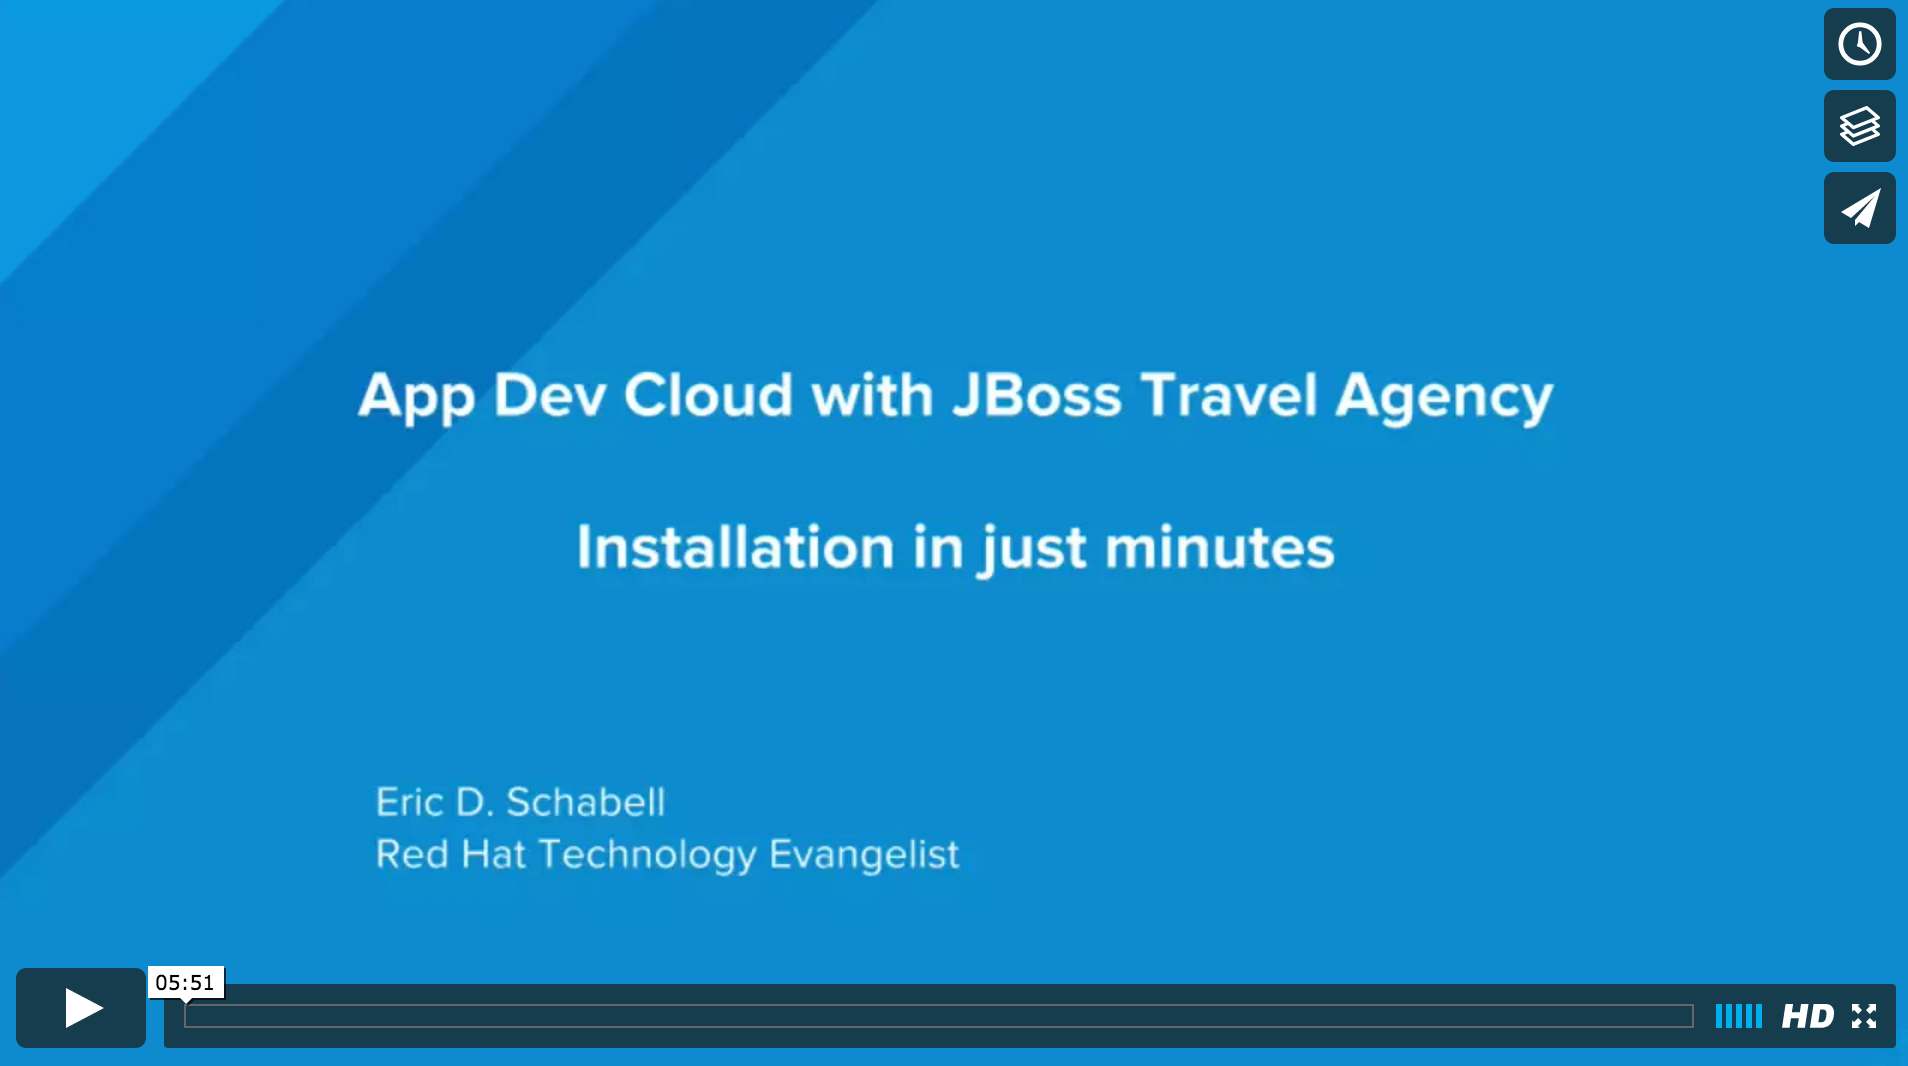 App Dev Cloud with JBoss Travel Agency
Installation in just minutes
Eric D. Schabell
Red Hat Technology Evangelist
05:51
HD